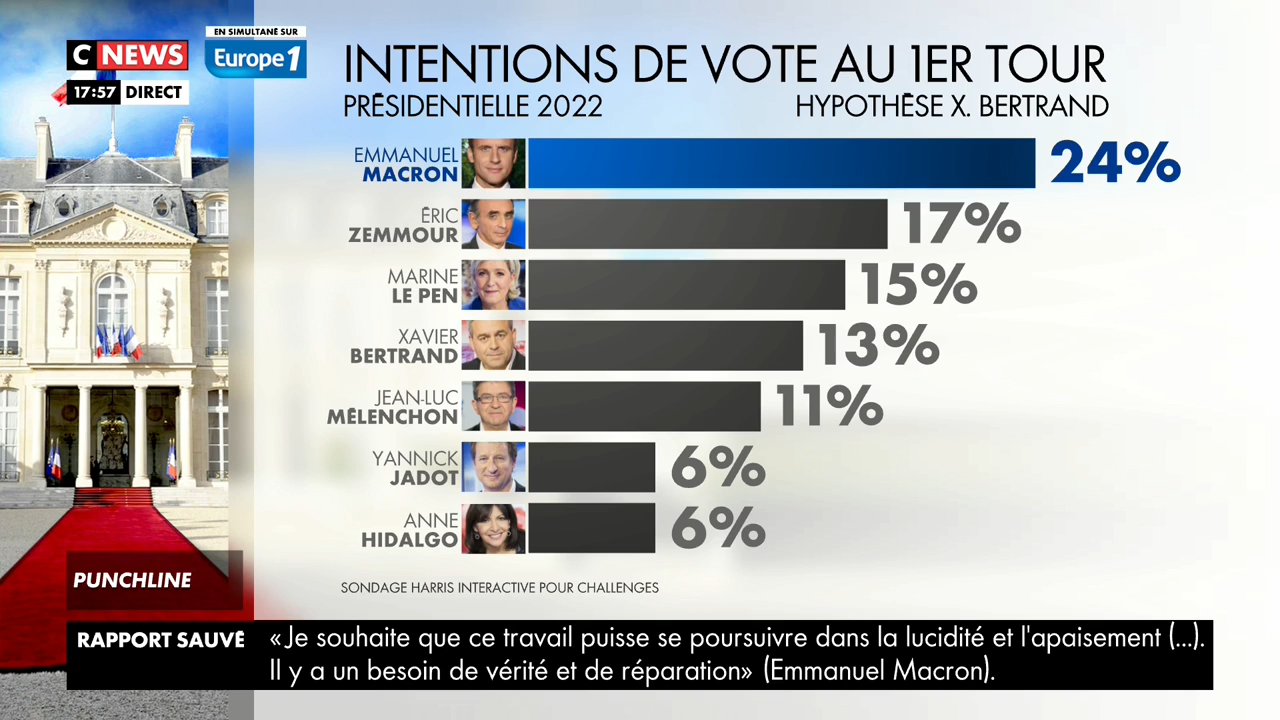 EN SIMULTANÉ SUR
CNEWS
Europe 1
17:57 DIRECT
INTENTIONS DE VOTE AU 1ER TOUR
PRÉSIDENTIELLE 2022
HYPOTHÈSE X. BERTRAND
EMMANUEL
MACRON
24%
ÉRIC
ZEMMOUR
17%
MARINE
LE PEN
15%
XAVIER
BERTRAND
13%
JEAN-LUC
MÉLENCHON
11%
YANNICK
JADOT
6%
ANNE
HIDALGO
6%
SONDAGE HARRIS INTERACTIVE POUR CHALLENGES
PUNCHLINE
RAPPORT SAUVÉ
«Je souhaite que ce travail puisse se poursuivre dans la lucidité et l'apaisement (...).
Il y a un besoin de vérité et de réparation» (Emmanuel Macron).